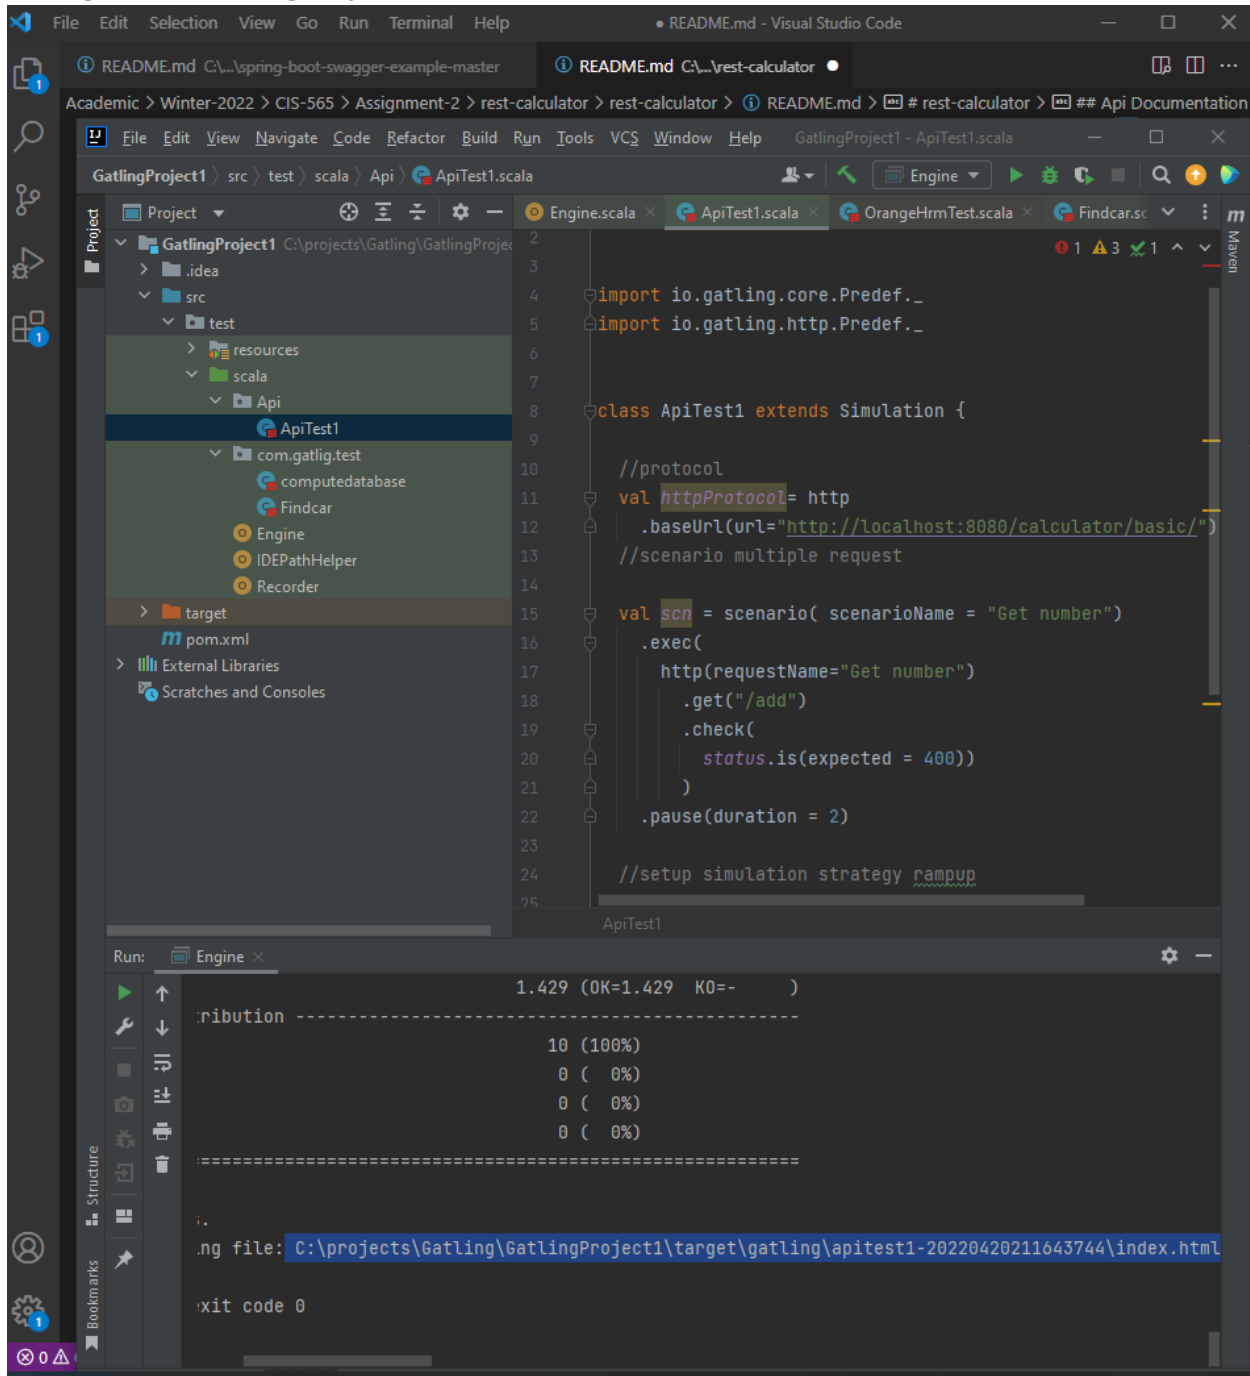 File Edit Selection View Go Run Terminal Help ● README.md - Visual Studio Code
README.md C:\...\spring-boot-swagger-example-master README.md C:\...\rest-calculator ●
Academic > Winter-2022 > CIS-565 > Assignment-2 > rest-calculator > rest-calculator > README.md > # rest-calculator > ## Api Documentation
File Edit View Navigate Code Refactor Build Run Tools VCS Window Help GatlingProject1 - ApiTest1.scala
GatlingProject1 > src > test > scala > Api > ApiTest1.scala
Engine
Project
Engine.scala ApiTest1.scala OrangeHrmTest.scala Findcar.sc
Project
Maven
GatlingProject1 C:\projects\Gatling\GatlingProjec
.idea
src
test
resources
scala
Api
ApiTest1
com.gatlig.test
computedatabase
Findcar
Engine
IDEPathHelper
Recorder
target
pom.xml
External Libraries
Scratches and Consoles
1 3 1
2
3
4 import io.gatling.core.Predef._
5 import io.gatling.http.Predef._
6
7
8 class ApiTest1 extends Simulation {
9
10 //protocol
11 val httpProtocol= http
12 .baseUrl(url="http://localhost:8080/calculator/basic/")
13 //scenario multiple request
14
15 val scn = scenario( scenarioName = "Get number")
16 .exec(
17 http(requestName="Get number")
18 .get("/add")
19 .check(
20 status.is(expected = 400))
21 )
22 .pause(duration = 2)
23
24 //setup simulation strategy rampup
25
ApiTest1
Run: Engine
1.429 (OK=1.429 KO=- )
ribution ------------------------------------------------
10 (100%)
0 ( 0%)
0 ( 0%)
0 ( 0%)
=========================================================
s.
ng file: C:\projects\Gatling\GatlingProject1\target\gatling\apitest1-20220420211643744\index.html
exit code 0
Structure
Bookmarks
0